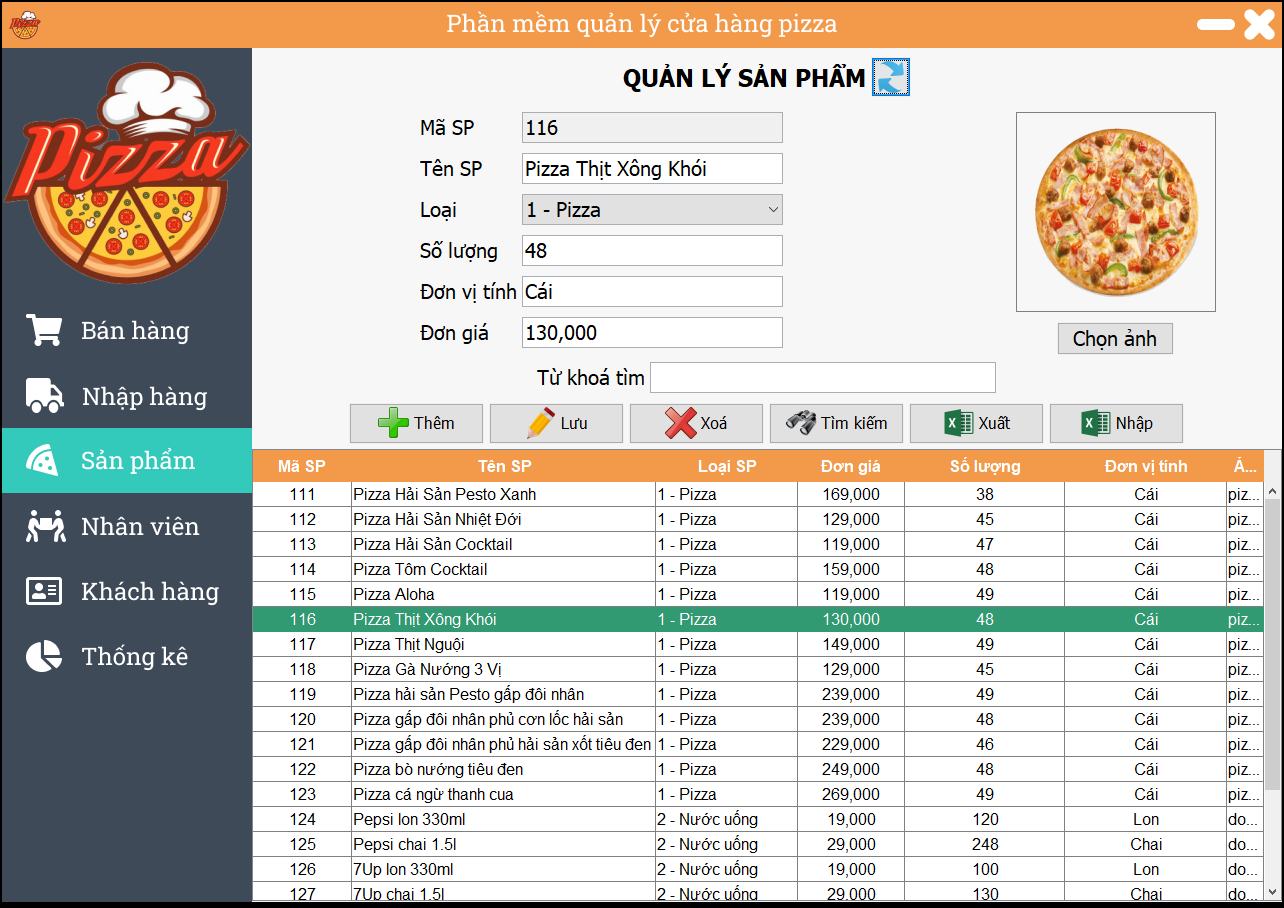 Phần mềm quản lý cửa hàng pizza
Pizza
Bán hàng
Nhập hàng
Sản phẩm
Nhân viên
Khách hàng
Thống kê
QUẢN LÝ SẢN PHẨM
Mã SP 116
Tên SP Pizza Thịt Xông Khói
Loại 1 - Pizza
Số lượng 48
Đơn vị tính Cái
Đơn giá 130,000
Chọn ảnh
Từ khoá tìm
Thêm Lưu Xoá Tìm kiếm Xuất Nhập
Mã SP Tên SP Loại SP Đơn giá Số lượng Đơn vị tính Ả...
111 Pizza Hải Sản Pesto Xanh 1 - Pizza 169,000 38 Cái piz...
112 Pizza Hải Sản Nhiệt Đới 1 - Pizza 129,000 45 Cái piz...
113 Pizza Hải Sản Cocktail 1 - Pizza 119,000 47 Cái piz...
114 Pizza Tôm Cocktail 1 - Pizza 159,000 48 Cái piz...
115 Pizza Aloha 1 - Pizza 119,000 49 Cái piz...
116 Pizza Thịt Xông Khói 1 - Pizza 130,000 48 Cái piz...
117 Pizza Thịt Nguội 1 - Pizza 149,000 49 Cái piz...
118 Pizza Gà Nướng 3 Vị 1 - Pizza 129,000 45 Cái piz...
119 Pizza hải sản Pesto gấp đôi nhân 1 - Pizza 239,000 49 Cái piz...
120 Pizza gấp đôi nhân phủ cơn lốc hải sản 1 - Pizza 239,000 48 Cái piz...
121 Pizza gấp đôi nhân phủ hải sản xốt tiêu đen 1 - Pizza 229,000 46 Cái piz...
122 Pizza bò nướng tiêu đen 1 - Pizza 249,000 48 Cái piz...
123 Pizza cá ngừ thanh cua 1 - Pizza 269,000 49 Cái piz...
124 Pepsi lon 330ml 2 - Nước uống 19,000 120 Lon do...
125 Pepsi chai 1.5l 2 - Nước uống 29,000 248 Chai do...
126 7Up lon 330ml 2 - Nước uống 19,000 100 Lon do...
127 7Up chai 1.5l 2 - Nước uống 29,000 130 Chai do...